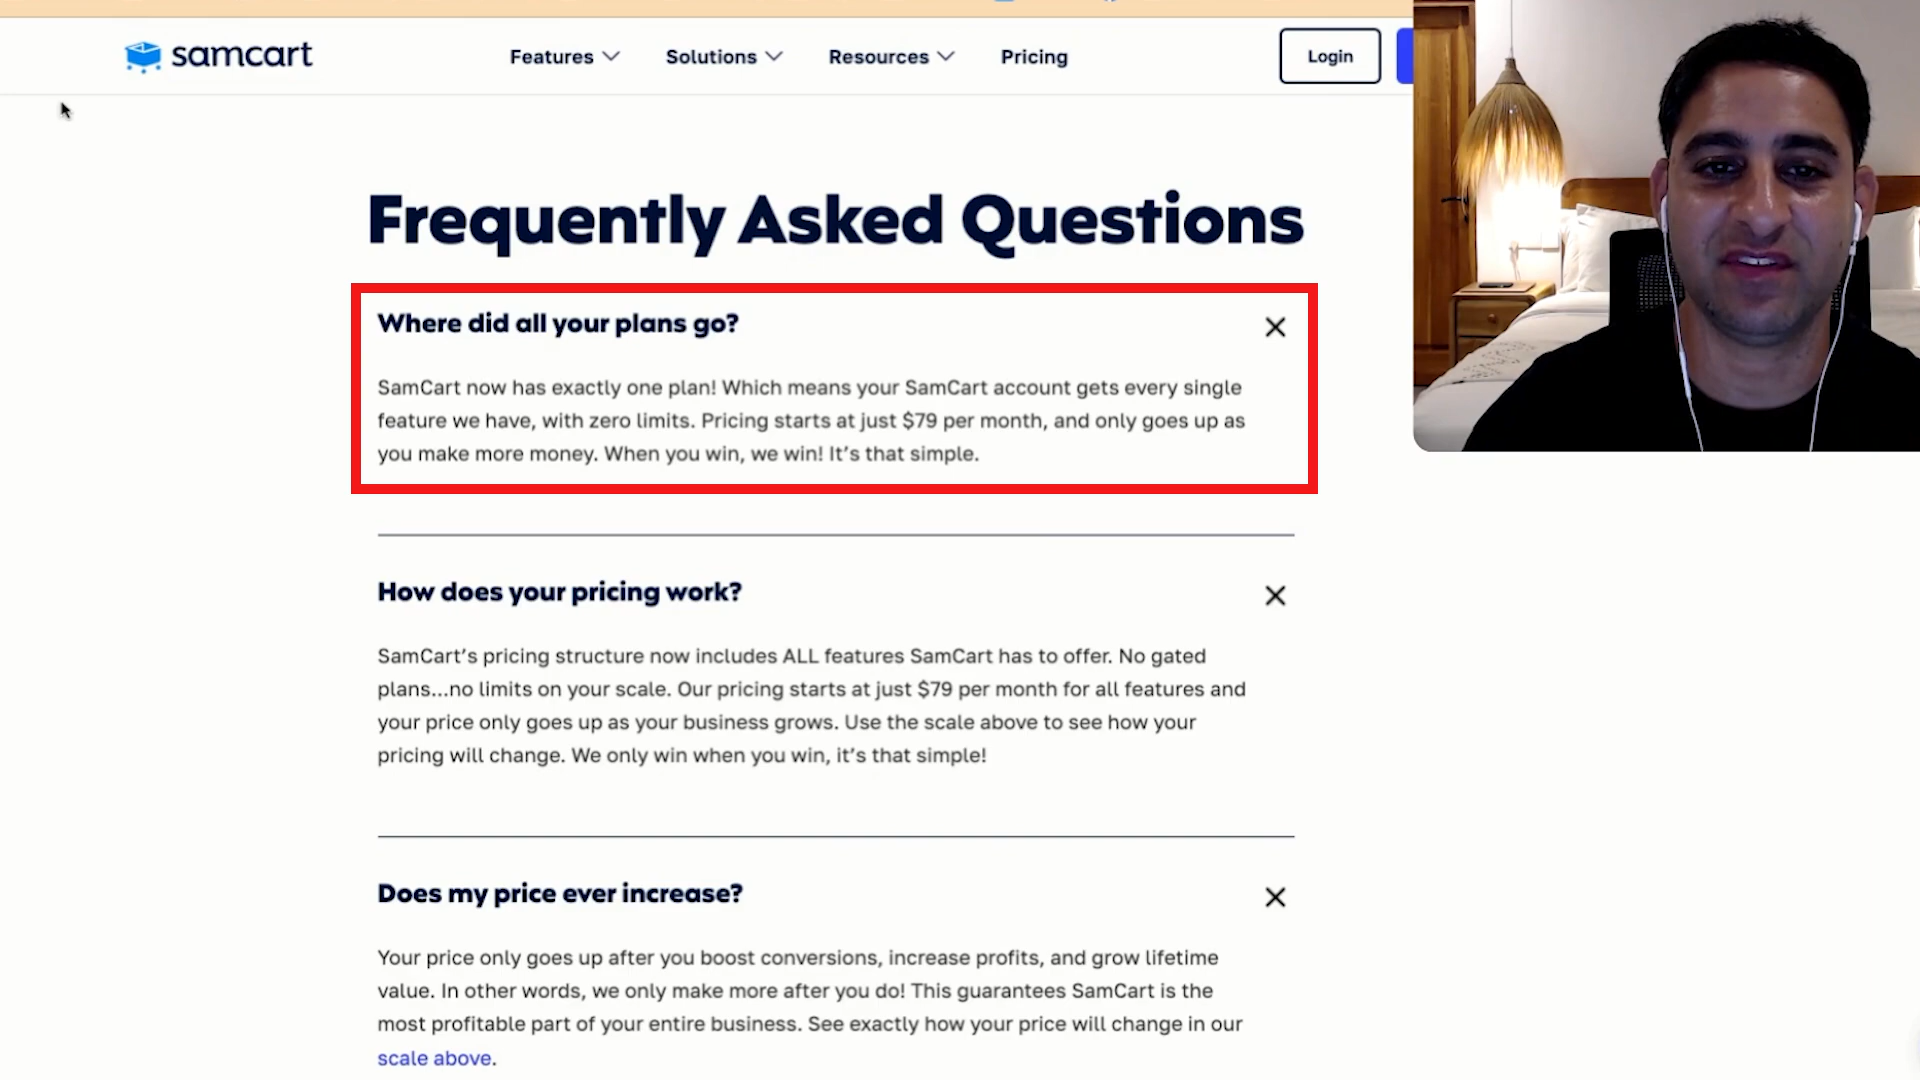 samcart
Features
Solutions
Resources
Pricing
Login
Frequently Asked Questions
Where did all your plans go?
SamCart now has exactly one plan! Which means your SamCart account gets every single
feature we have, with zero limits. Pricing starts at just $79 per month, and only goes up as
you make more money. When you win, we win! It’s that simple.
How does your pricing work?
SamCart’s pricing structure now includes ALL features SamCart has to offer. No gated
plans...no limits on your scale. Our pricing starts at just $79 per month for all features and
your price only goes up as your business grows. Use the scale above to see how your
pricing will change. We only win when you win, it’s that simple!
Does my price ever increase?
Your price only goes up after you boost conversions, increase profits, and grow lifetime
value. In other words, we only make more after you do! This guarantees SamCart is the
most profitable part of your entire business. See exactly how your price will change in our
scale above.